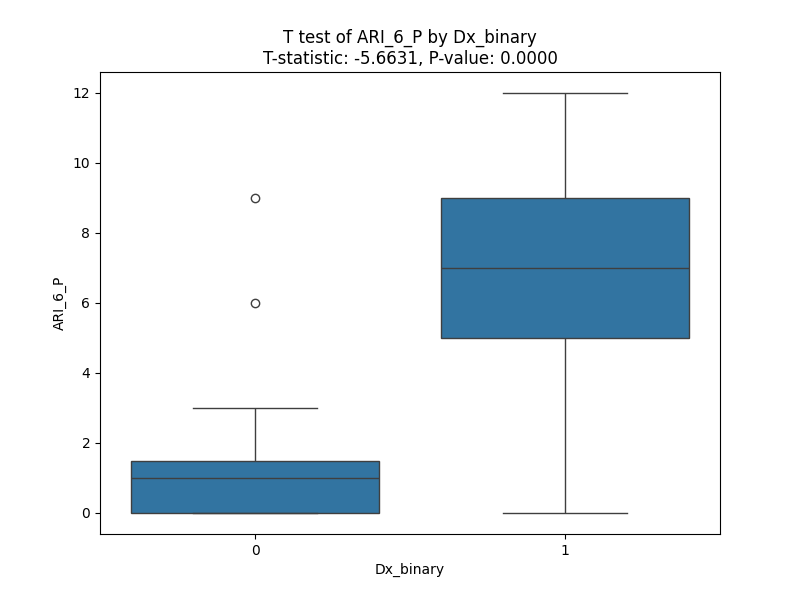 T test of ARI_6_P by Dx_binary
T-statistic: -5.6631, P-value: 0.0000
12
10
8
6
4
2
0
ARI_6_P
0 1
Dx_binary